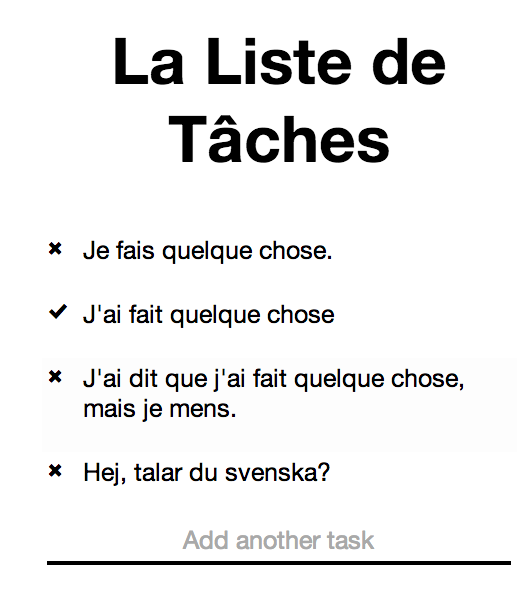 La Liste de
Tâches
✖ Je fais quelque chose.
✔ J'ai fait quelque chose
✖ J'ai dit que j'ai fait quelque chose,
mais je mens.
✖ Hej, talar du svenska?
Add another task